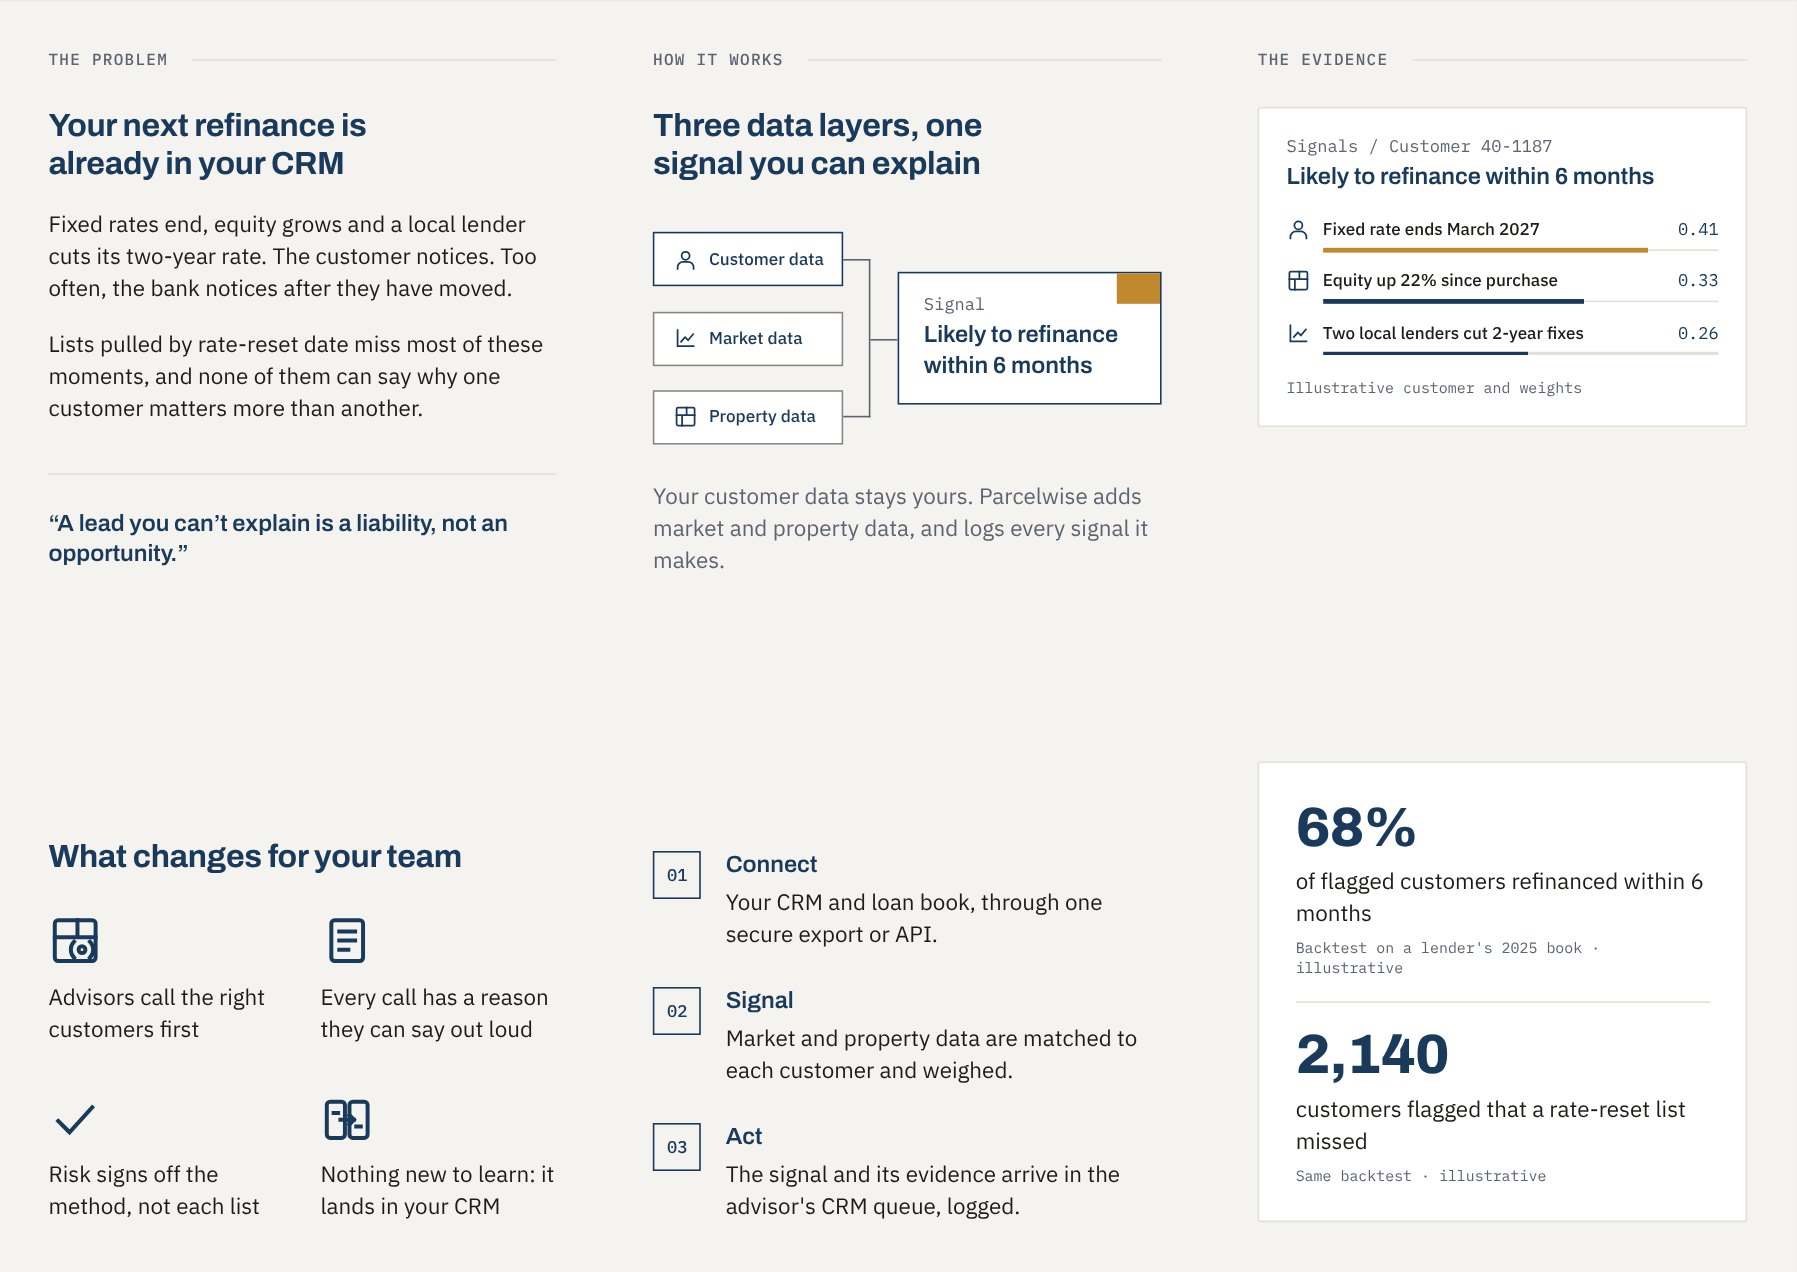 THE PROBLEM
Your next refinance is
already in your CRM
Fixed rates end, equity grows and a local lender
cuts its two-year rate. The customer notices. Too
often, the bank notices after they have moved.
Lists pulled by rate-reset date miss most of these
moments, and none of them can say why one
customer matters more than another.
“A lead you can’t explain is a liability, not an
opportunity.”
What changes for your team
Advisors call the right
customers first
Every call has a reason
they can say out loud
Risk signs off the
method, not each list
Nothing new to learn: it
lands in your CRM
HOW IT WORKS
Three data layers, one
signal you can explain
Customer data
Market data
Property data
Signal
Likely to refinance
within 6 months
Your customer data stays yours. Parcelwise adds
market and property data, and logs every signal it
makes.
01
Connect
Your CRM and loan book, through one
secure export or API.
02
Signal
Market and property data are matched to
each customer and weighed.
03
Act
The signal and its evidence arrive in the
advisor's CRM queue, logged.
THE EVIDENCE
Signals / Customer 40-1187
Likely to refinance within 6 months
Fixed rate ends March 2027 0.41
Equity up 22% since purchase 0.33
Two local lenders cut 2-year fixes 0.26
Illustrative customer and weights
68%
of flagged customers refinanced within 6
months
Backtest on a lender's 2025 book ·
illustrative
2,140
customers flagged that a rate-reset list
missed
Same backtest · illustrative